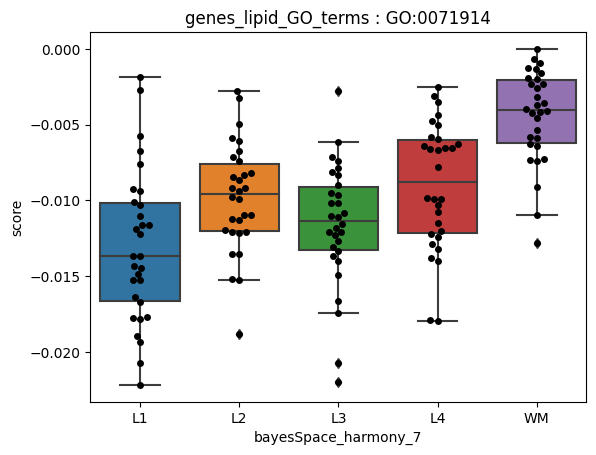 genes_lipid_GO_terms : GO:0071914
0.000
−0.005
−0.010
−0.015
−0.020
score
L1 L2 L3 L4 WM
bayesSpace_harmony_7